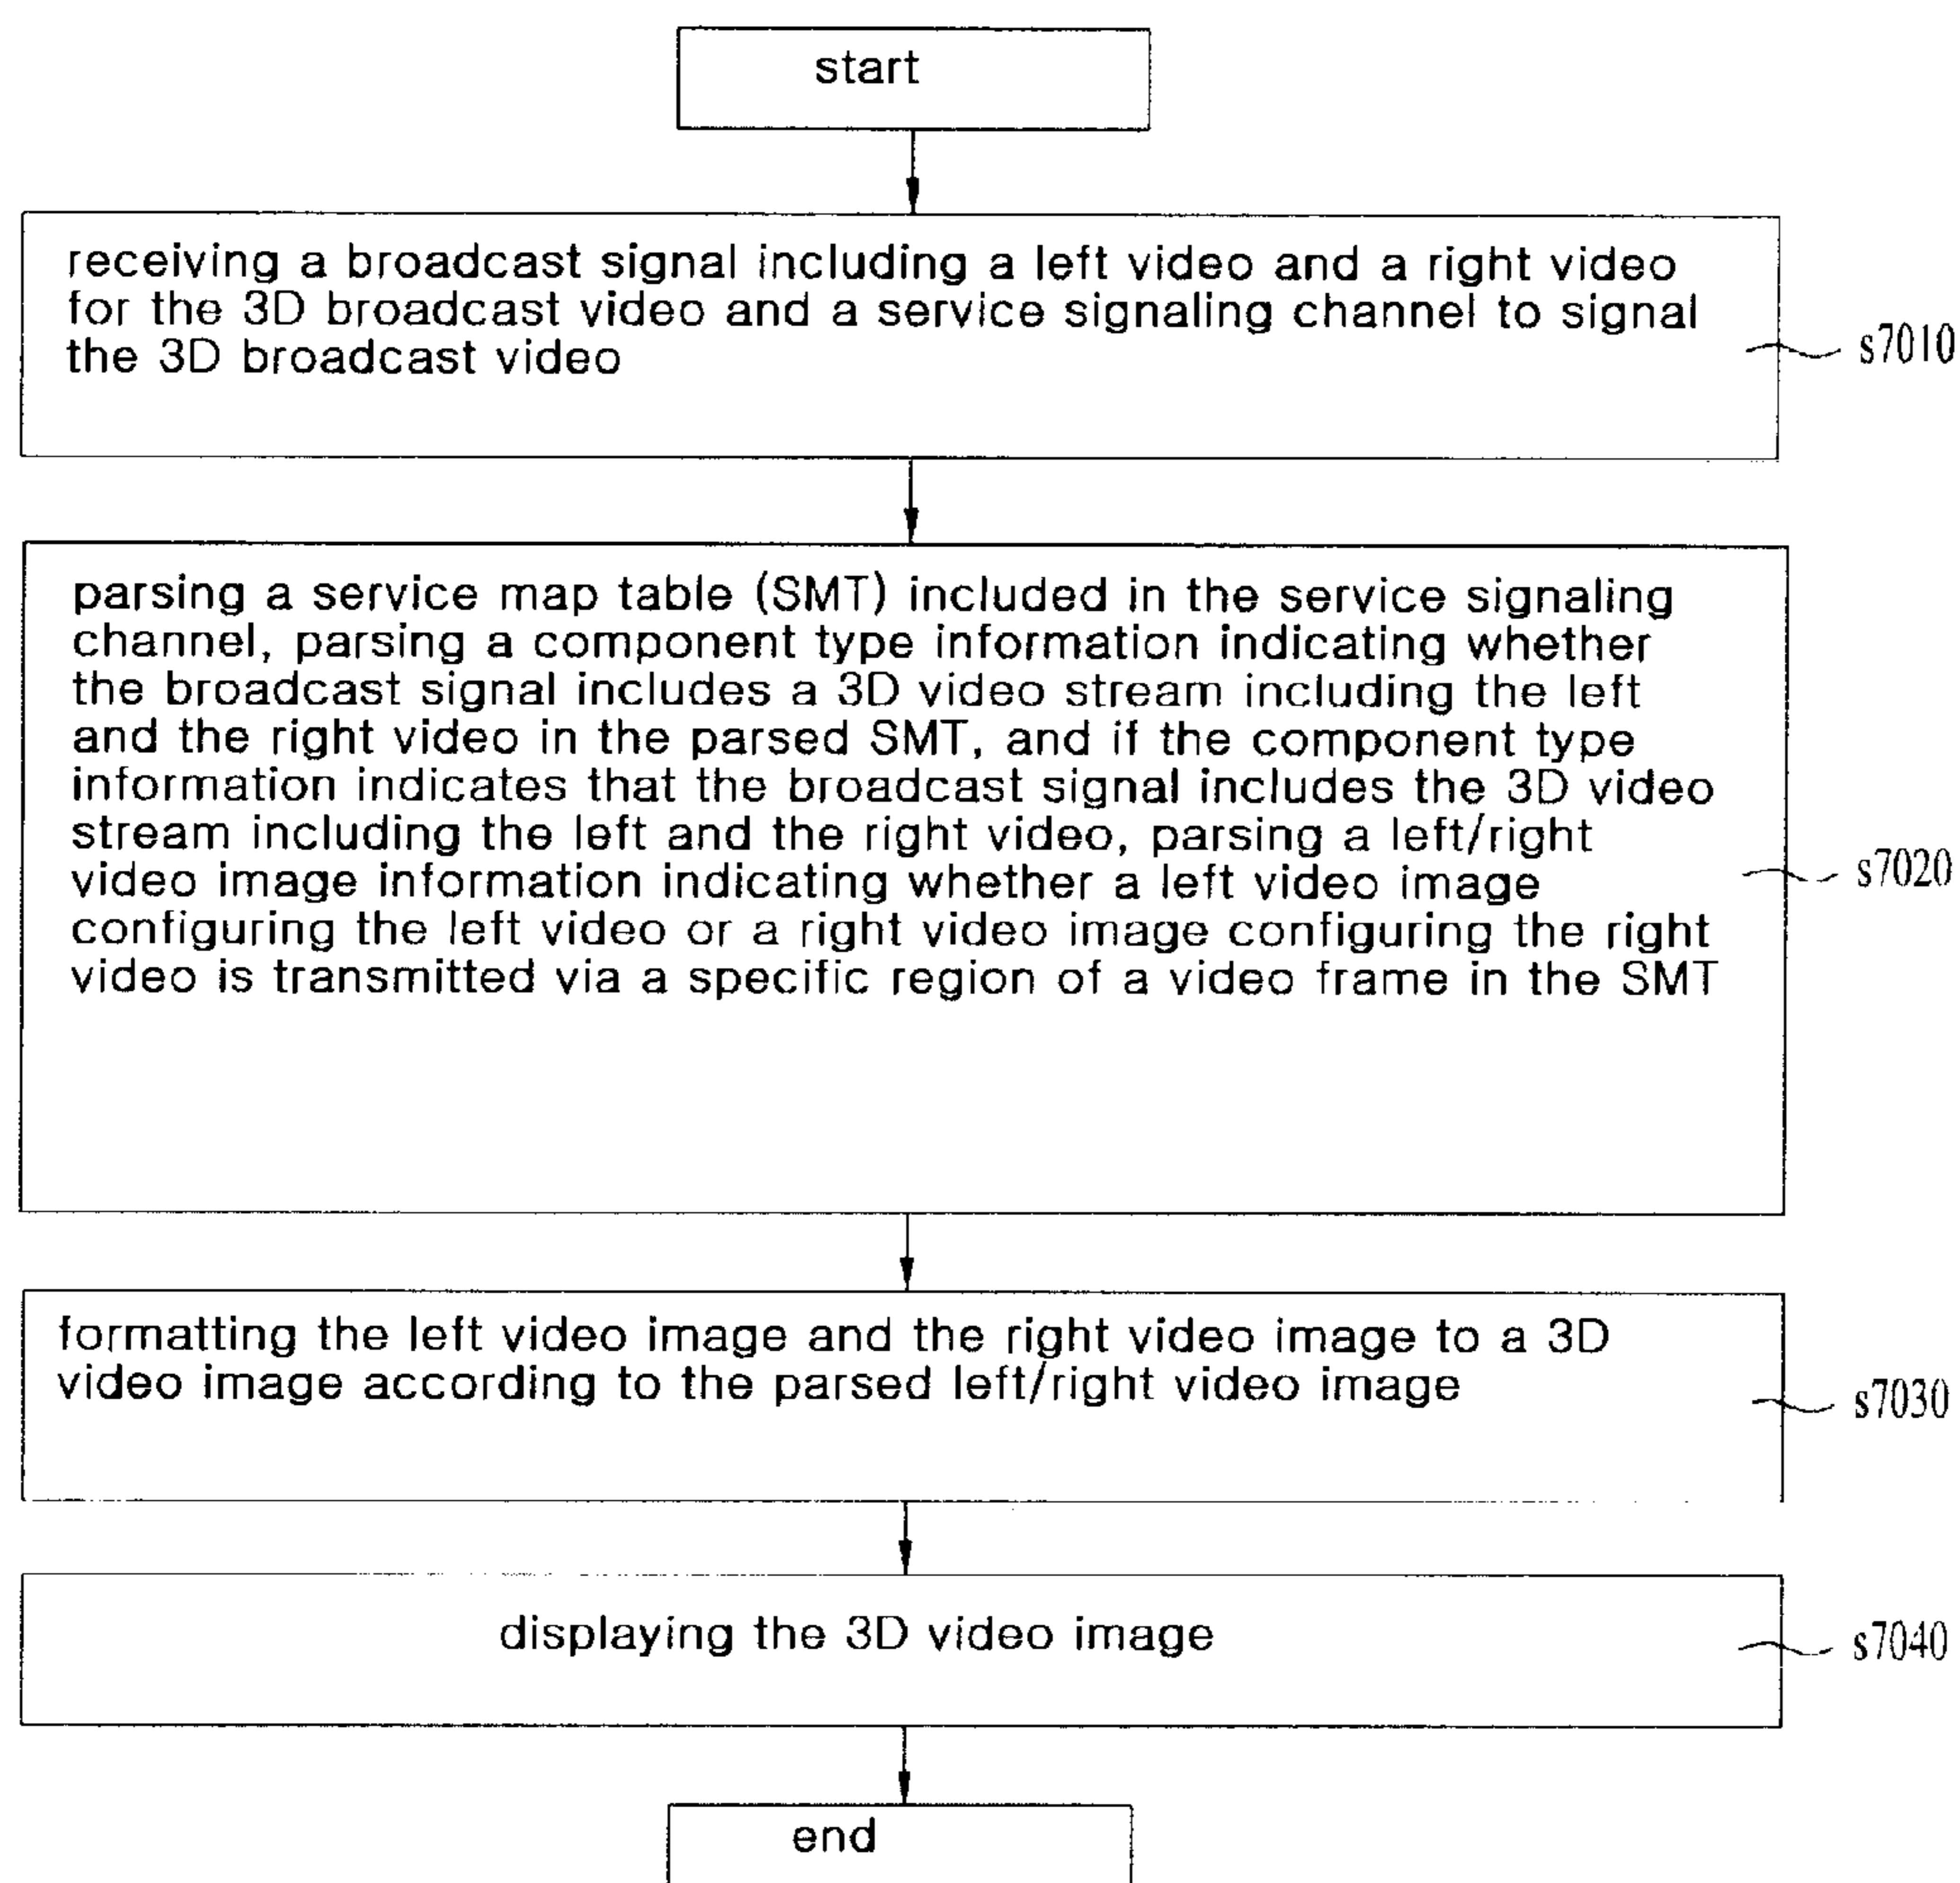 start
receiving a broadcast signal including a left video and a right video
for the 3D broadcast video and a service signaling channel to signal
the 3D broadcast video
s7010
parsing a service map table (SMT) included in the service signaling
channel, parsing a component type information indicating whether
the broadcast signal includes a 3D video stream including the left
and the right video in the parsed SMT, and if the component type
information indicates that the broadcast signal includes the 3D video
stream including the left and the right video, parsing a left/right
video image information indicating whether a left video image
configuring the left video or a right video image configuring the right
video is transmitted via a specific region of a video frame in the SMT
s7020
formatting the left video image and the right video image to a 3D
video image according to the parsed left/right video image
s7030
displaying the 3D video image
s7040
end